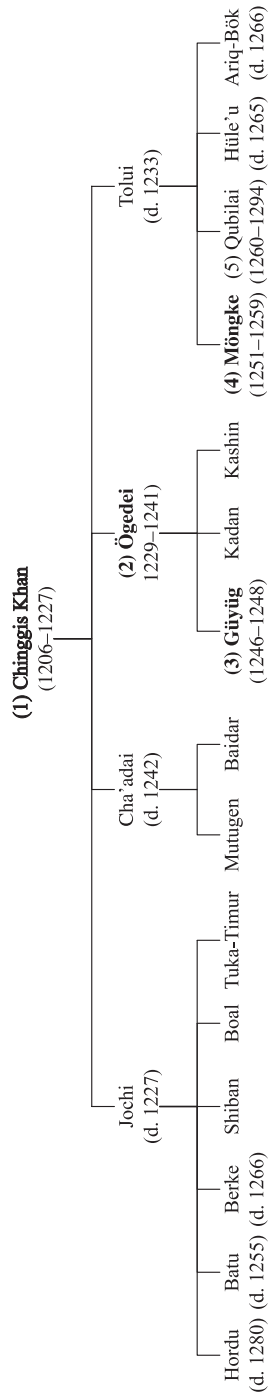 (1) Chinggis Khan
(1206–1227)
Jochi
(d. 1227)
Cha’adai
(d. 1242)
(2) Ögedei
1229–1241)
Tolui
(d. 1233)
Hordu
(d. 1280)
Batu
(d. 1255)
Berke
(d. 1266)
Shiban
Boal
Tuka-Timur
Mutugen
Baidar
(3) Güyüg
(1246–1248)
Kadan
Kashin
(4) Möngke
(1251–1259)
(5) Qubilai
(1260–1294)
Hüle’u
(d. 1265)
Ariq-Bök
(d. 1266)